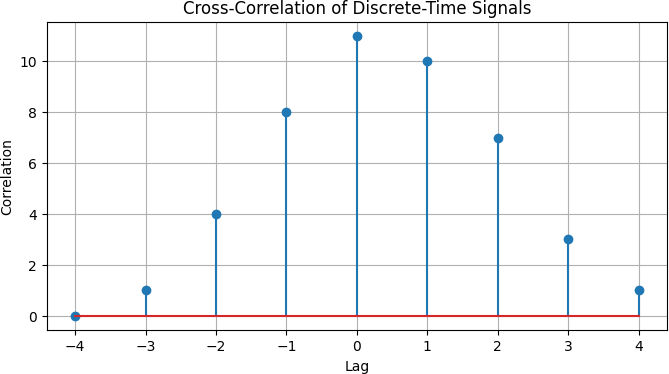 Cross-Correlation of Discrete-Time Signals
Correlation
10
8
6
4
2
0
−4 −3 −2 −1 0 1 2 3 4
Lag